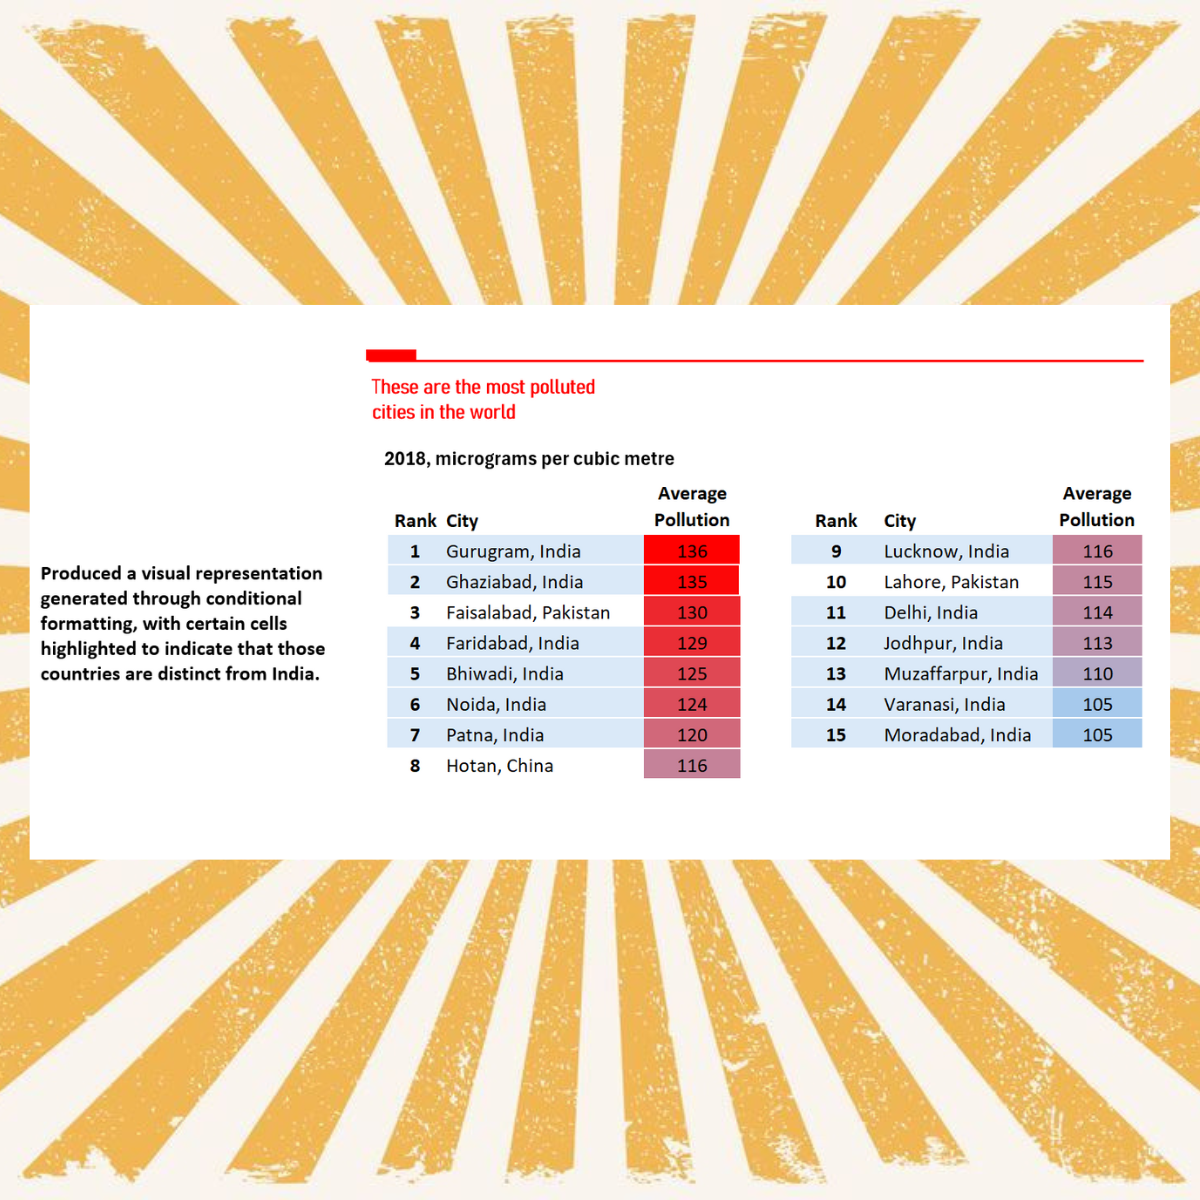 These are the most polluted
cities in the world
2018, micrograms per cubic metre
Produced a visual representation
generated through conditional
formatting, with certain cells
highlighted to indicate that those
countries are distinct from India.
Average
Rank City Pollution
1 Gurugram, India 136
2 Ghaziabad, India 135
3 Faisalabad, Pakistan 130
4 Faridabad, India 129
5 Bhiwadi, India 125
6 Noida, India 124
7 Patna, India 120
8 Hotan, China 116
Average
Rank City Pollution
9 Lucknow, India 116
10 Lahore, Pakistan 115
11 Delhi, India 114
12 Jodhpur, India 113
13 Muzaffarpur, India 110
14 Varanasi, India 105
15 Moradabad, India 105